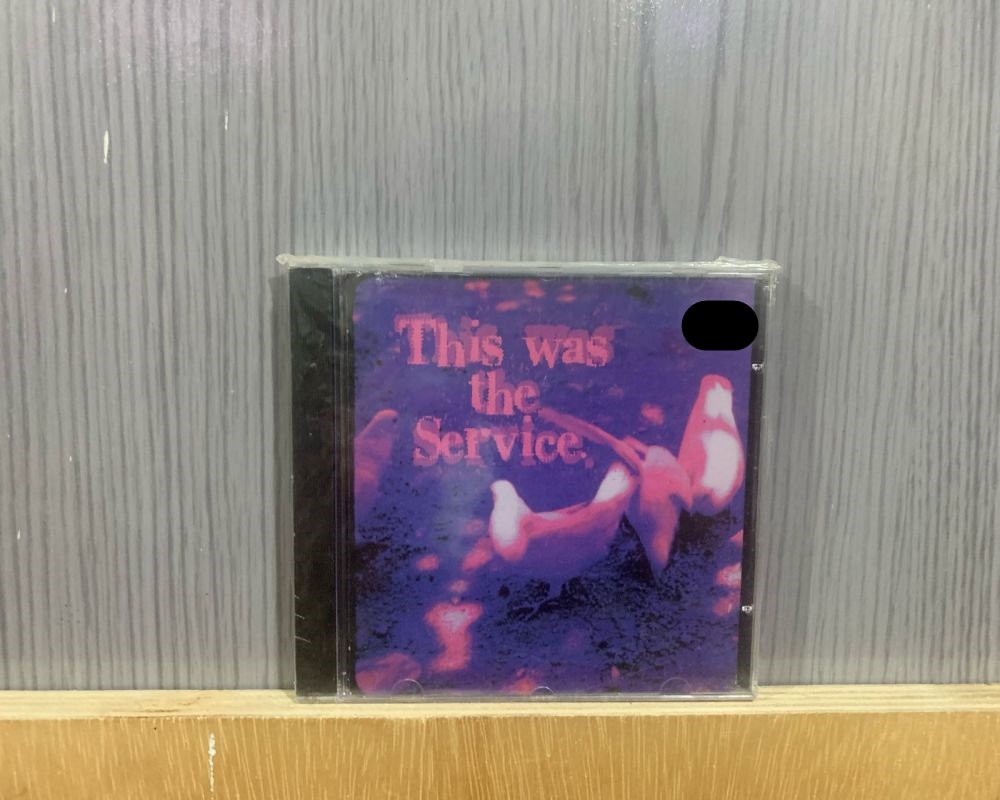 This was
the
Service.